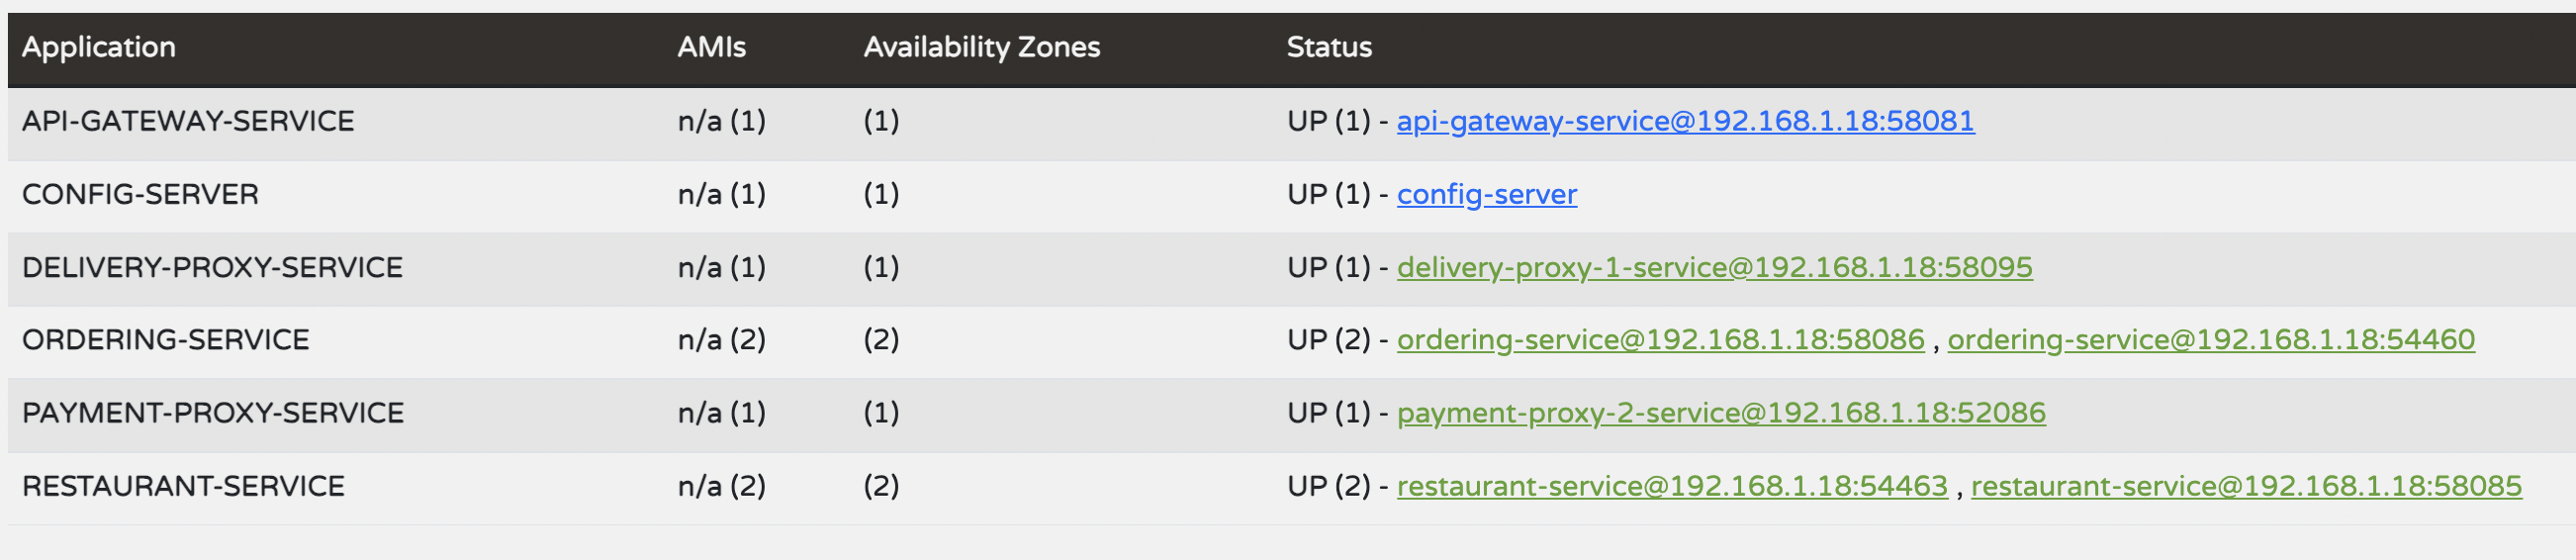 Application AMIs Availability Zones Status
API-GATEWAY-SERVICE n/a (1) (1) UP (1) - api-gateway-service@192.168.1.18:58081
CONFIG-SERVER n/a (1) (1) UP (1) - config-server
DELIVERY-PROXY-SERVICE n/a (1) (1) UP (1) - delivery-proxy-1-service@192.168.1.18:58095
ORDERING-SERVICE n/a (2) (2) UP (2) - ordering-service@192.168.1.18:58086 , ordering-service@192.168.1.18:54460
PAYMENT-PROXY-SERVICE n/a (1) (1) UP (1) - payment-proxy-2-service@192.168.1.18:52086
RESTAURANT-SERVICE n/a (2) (2) UP (2) - restaurant-service@192.168.1.18:54463 , restaurant-service@192.168.1.18:58085